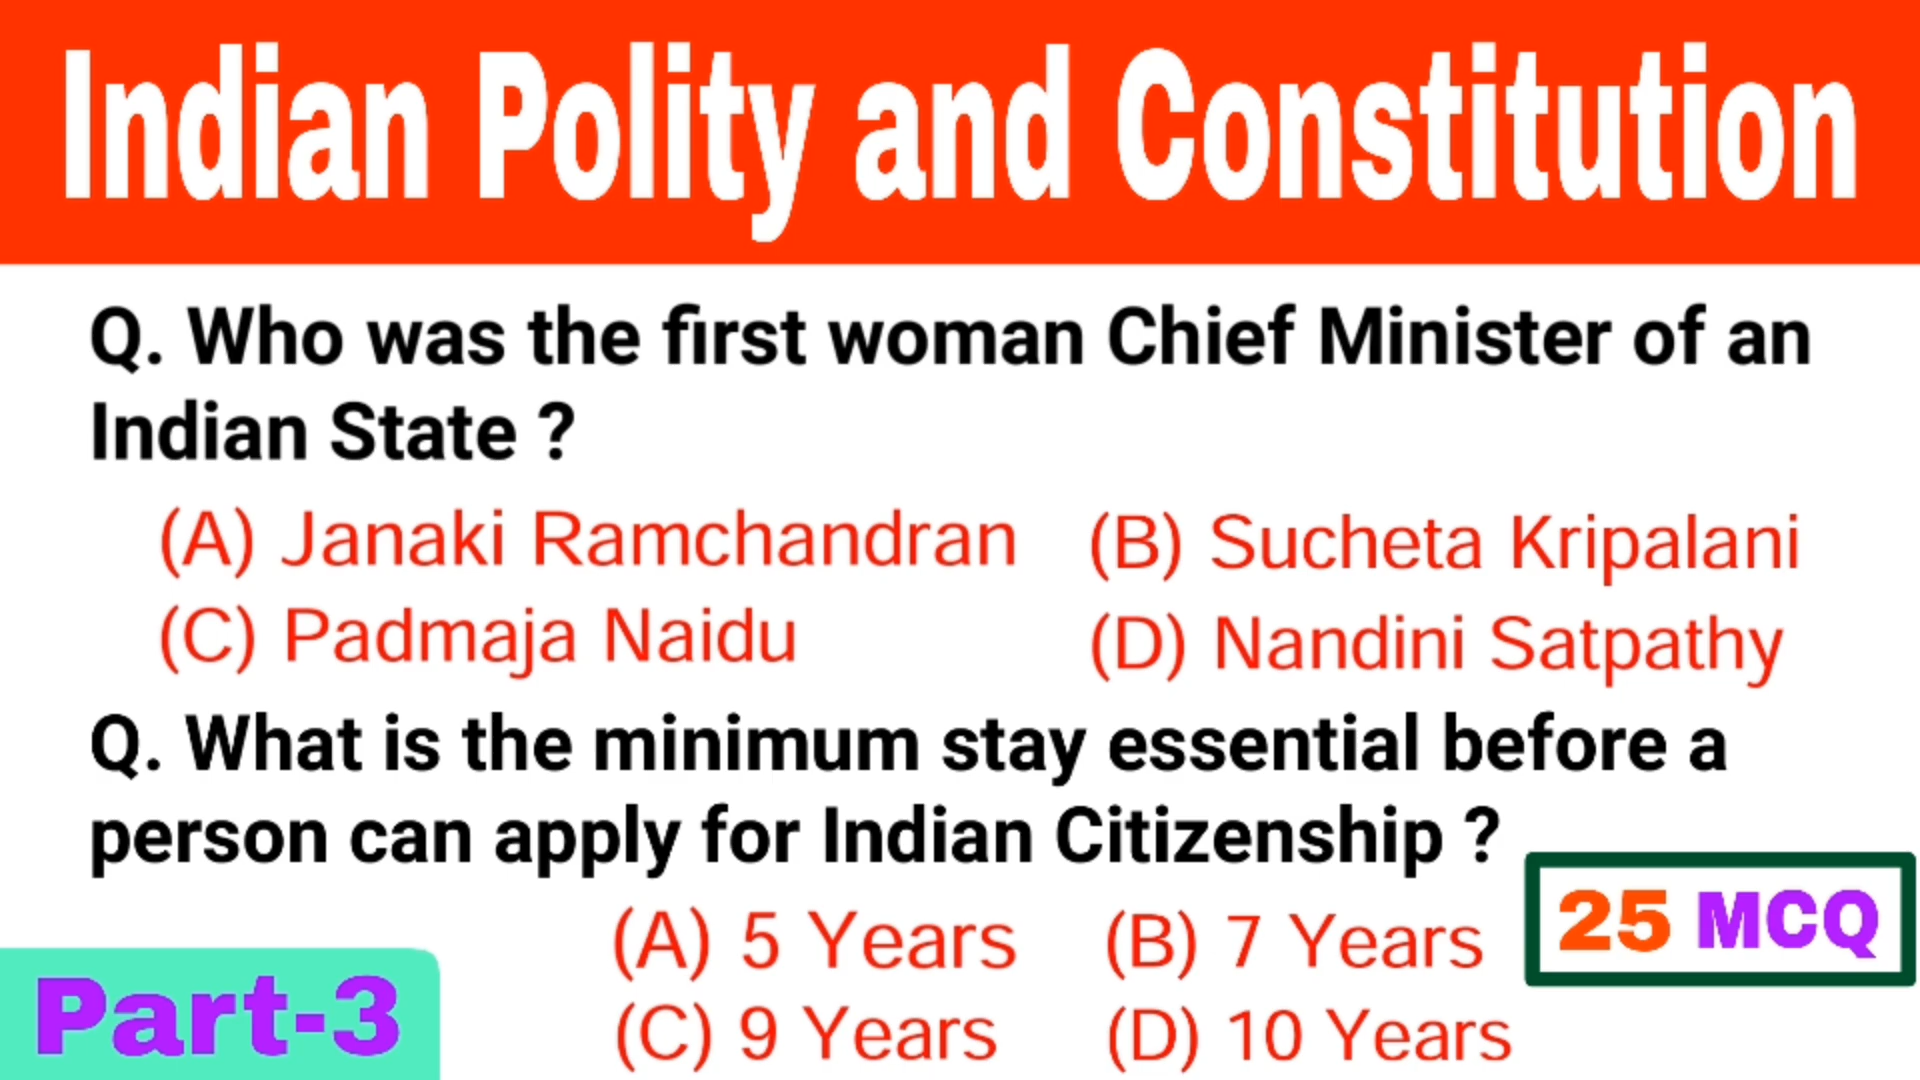 Indian Polity and Constitution
Q. Who was the first woman Chief Minister of an
Indian State ?
(A) Janaki Ramchandran (B) Sucheta Kripalani
(C) Padmaja Naidu (D) Nandini Satpathy
Q. What is the minimum stay essential before a
person can apply for Indian Citizenship ?
(A) 5 Years (B) 7 Years
(C) 9 Years (D) 10 Years
25 MCQ
Part-3